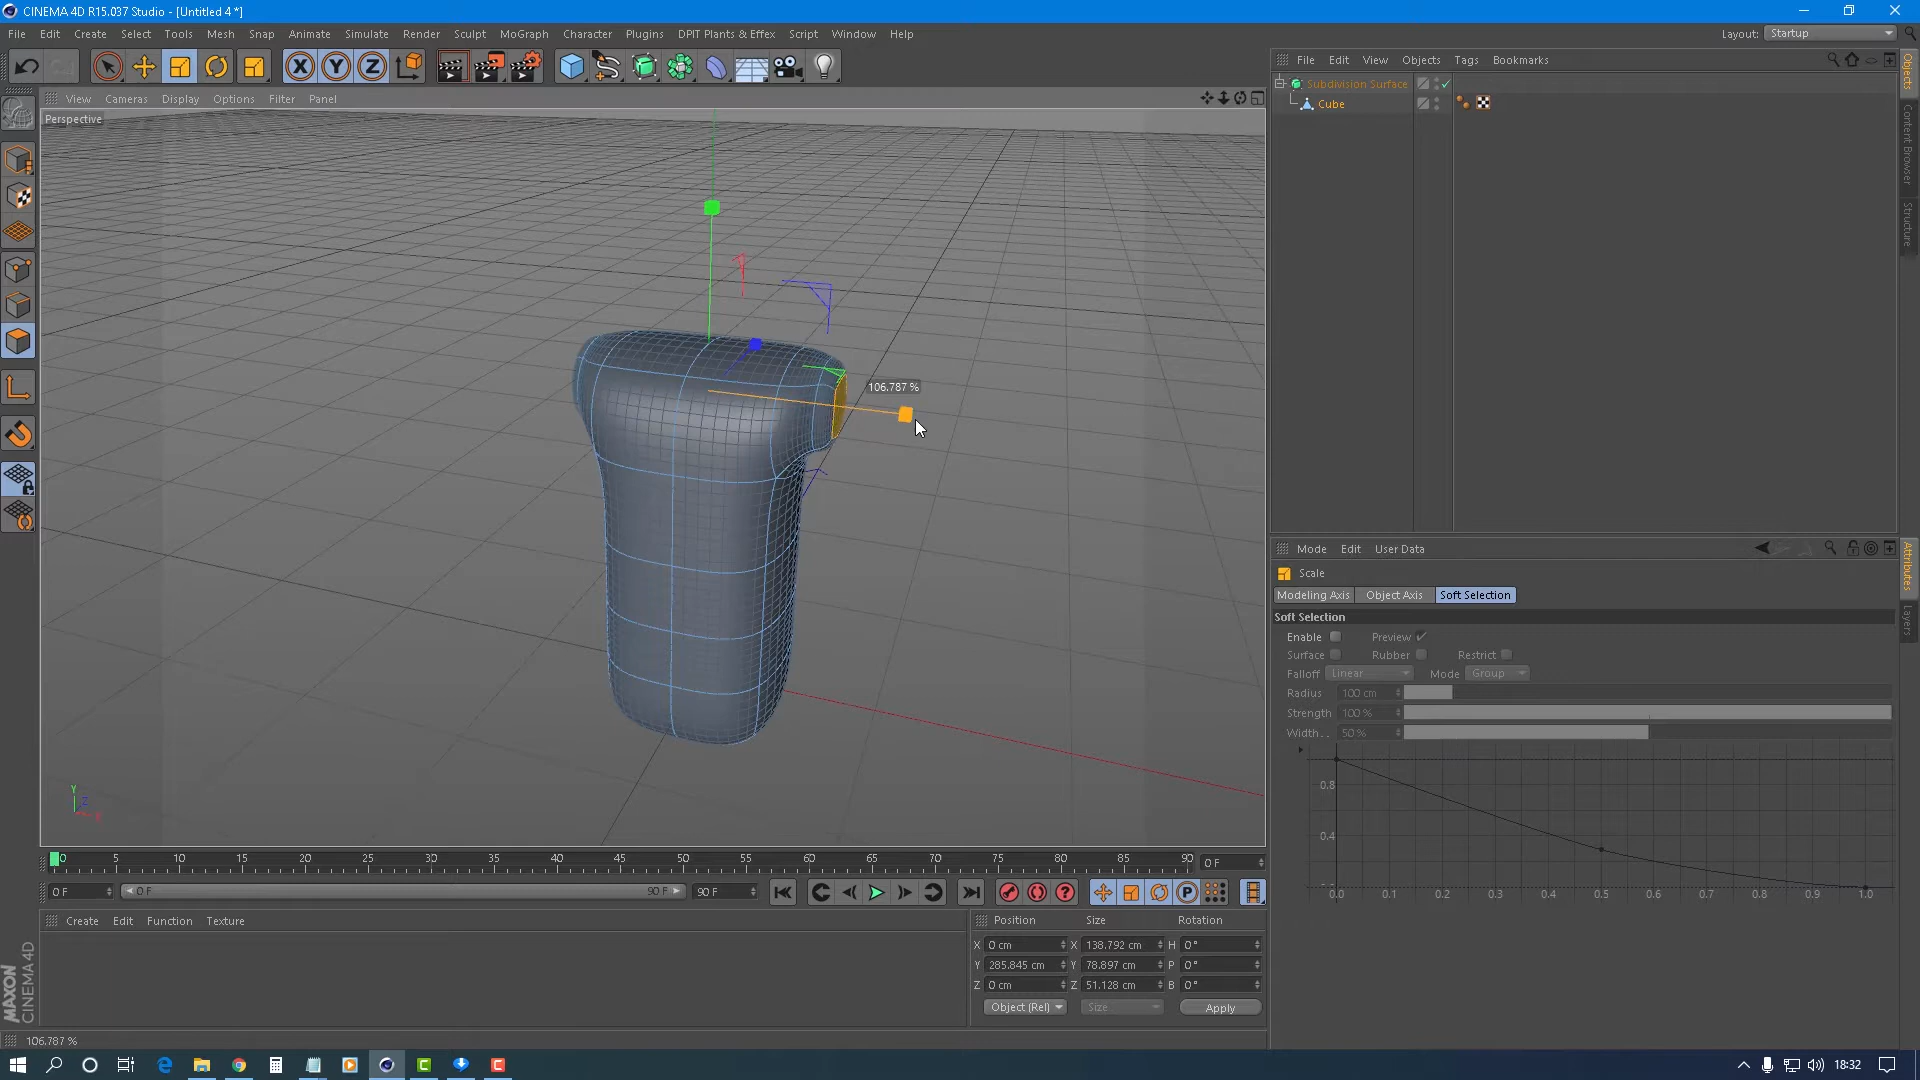 CINEMA 4D R15.037 Studio - [Untitled 4 *]
File Edit Create Select Tools Mesh Snap Animate Simulate Render Sculpt MoGraph Character Plugins DPIT Plants & Effex Script Window Help
Layout: Startup
View Cameras Display Options Filter Panel
Perspective
106.787 %
File Edit View Objects Tags Bookmarks
Subdivision Surface
Cube
Objects
Content Browser
Structure
Mode Edit User Data
Scale
Modeling Axis Object Axis Soft Selection
Soft Selection
Enable Preview
Surface Rubber Restrict
Falloff Linear Mode Group
Radius 100 cm
Strength 100 %
Width.. 50 %
0.8
0.4
0.0 0.1 0.2 0.3 0.4 0.5 0.6 0.7 0.8 0.9 1.0
Attributes
Layers
0 5 10 15 20 25 30 35 40 45 50 55 60 65 70 75 80 85 90 0 F
0 F 0 F 90 F 90 F
Create Edit Function Texture
Position Size Rotation
X 0 cm X 138.792 cm H 0°
Y 285.845 cm Y 78.897 cm P 0°
Z 0 cm Z 51.128 cm B 0°
Object (Rel) Size Apply
MAXON
CINEMA 4D
106.787 %
18:32